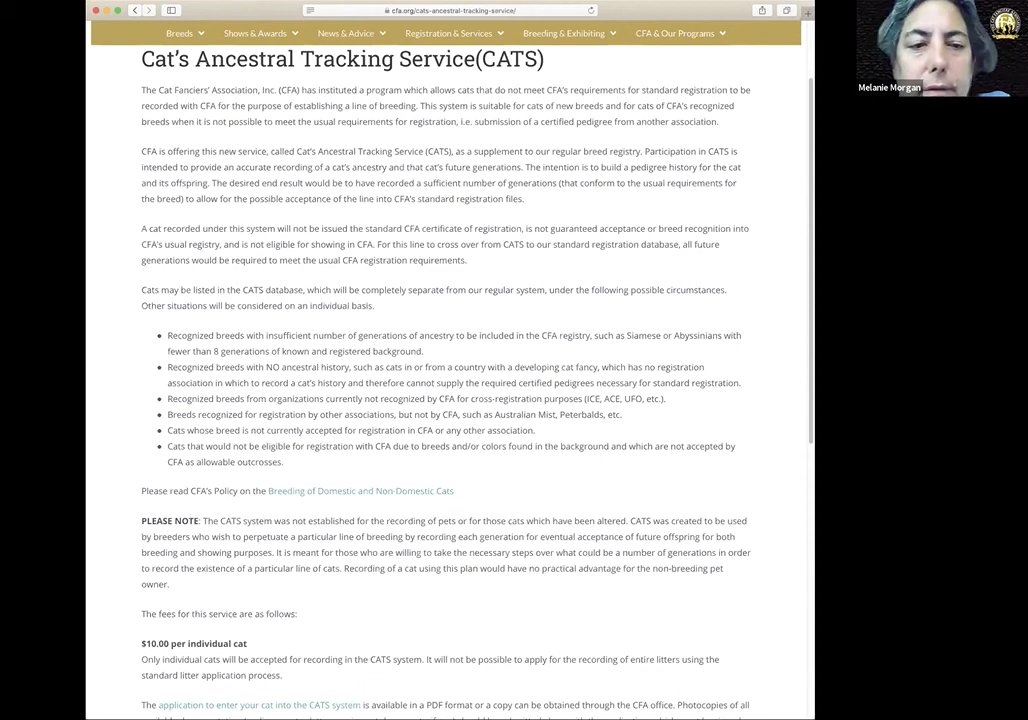 cfa.org/cats-ancestral-tracking-service/
Breeds Shows & Awards News & Advice Registration & Services Breeding & Exhibiting CFA & Our Programs
Cat's Ancestral Tracking Service(CATS)
The Cat Fanciers' Association, Inc. (CFA) has instituted a program which allows cats that do not meet CFA's requirements for standard registration to be
recorded with CFA for the purpose of establishing a line of breeding. This system is suitable for cats of new breeds and for cats of CFA's recognized
breeds when it is not possible to meet the usual requirements for registration, i.e. submission of a certified pedigree from another association.
CFA is offering this new service, called Cat's Ancestral Tracking Service (CATS), as a supplement to our regular breed registry. Participation in CATS is
intended to provide an accurate recording of a cat's ancestry and that cat's future generations. The intention is to build a pedigree history for the cat
and its offspring. The desired end result would be to have recorded a sufficient number of generations (that conform to the usual requirements for
the breed) to allow for the possible acceptance of the line into CFA's standard registration files.
A cat recorded under this system will not be issued the standard CFA certificate of registration, is not guaranteed acceptance or breed recognition into
CFA's usual registry, and is not eligible for showing in CFA. For this line to cross over from CATS to our standard registration database, all future
generations would be required to meet the usual CFA registration requirements.
Cats may be listed in the CATS database, which will be completely separate from our regular system, under the following possible circumstances.
Other situations will be considered on an individual basis.
• Recognized breeds with insufficient number of generations of ancestry to be included in the CFA registry, such as Siamese or Abyssinians with
fewer than 8 generations of known and registered background.
• Recognized breeds with NO ancestral history, such as cats in or from a country with a developing cat fancy, which has no registration
association in which to record a cat's history and therefore cannot supply the required certified pedigrees necessary for standard registration.
• Recognized breeds from organizations currently not recognized by CFA for cross-registration purposes (ICE, ACE, UFO, etc.).
• Breeds recognized for registration by other associations, but not by CFA, such as Australian Mist, Peterbalds, etc.
• Cats whose breed is not currently accepted for registration in CFA or any other association.
• Cats that would not be eligible for registration with CFA due to breeds and/or colors found in the background and which are not accepted by
CFA as allowable outcrosses.
Please read CFA's Policy on the Breeding of Domestic and Non-Domestic Cats
PLEASE NOTE: The CATS system was not established for the recording of pets or for those cats which have been altered. CATS was created to be used
by breeders who wish to perpetuate a particular line of breeding by recording each generation for eventual acceptance of future offspring for both
breeding and showing purposes. It is meant for those who are willing to take the necessary steps over what could be a number of generations in order
to record the existence of a particular line of cats. Recording of a cat using this plan would have no practical advantage for the non-breeding pet
owner.
The fees for this service are as follows:
$10.00 per individual cat
Only individual cats will be accepted for recording in the CATS system. It will not be possible to apply for the recording of entire litters using the
standard litter application process.
The application to enter your cat into the CATS system is available in a PDF format or a copy can be obtained through the CFA office. Photocopies of all
Melanie Morgan